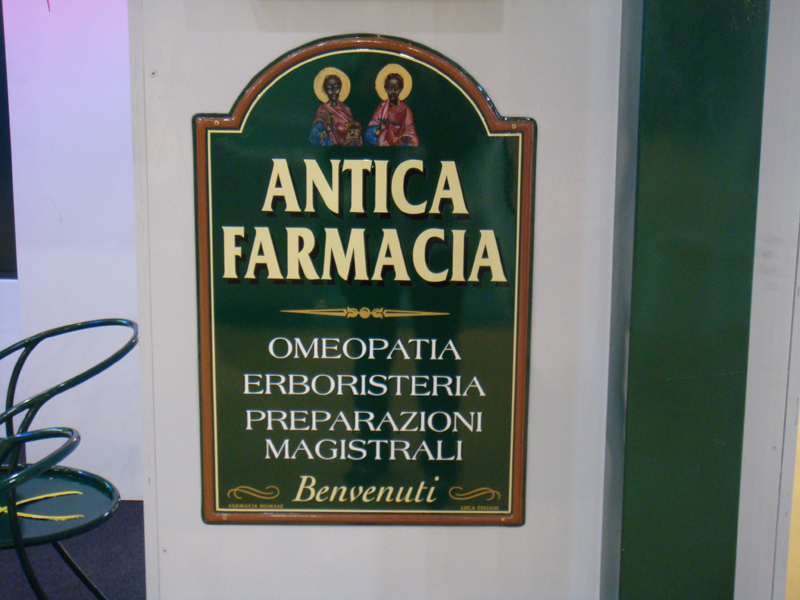 ANTICA
FARMACIA
OMEOPATIA
ERBORISTERIA
PREPARAZIONI
MAGISTRALI
Benvenuti